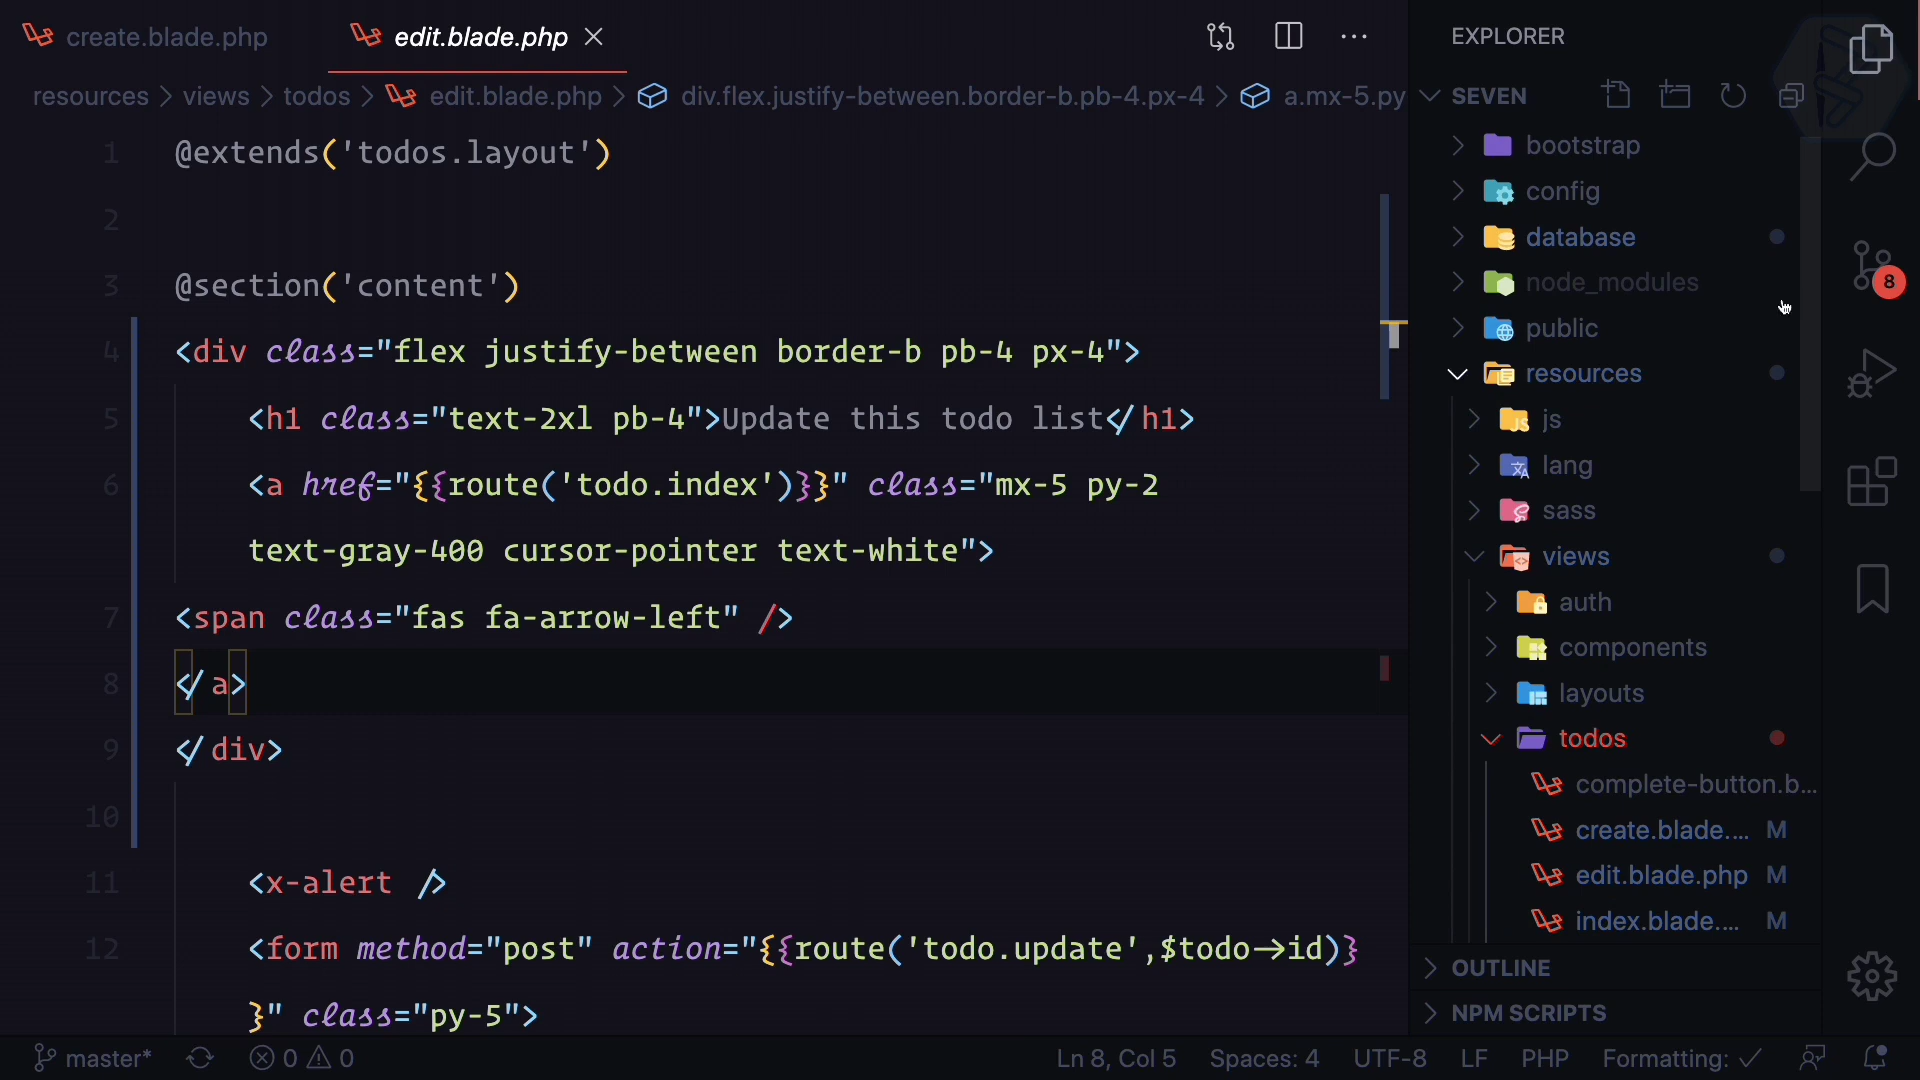 create.blade.php
edit.blade.php
resources > views > todos > edit.blade.php > div.flex.justify-between.border-b.pb-4.px-4 > a.mx-5.py
1 @extends('todos.layout')
2
3 @section('content')
4 <div class="flex justify-between border-b pb-4 px-4">
5 <h1 class="text-2xl pb-4">Update this todo list</h1>
6 <a href="{{route('todo.index')}}" class="mx-5 py-2
text-gray-400 cursor-pointer text-white">
7 <span class="fas fa-arrow-left" />
8 </a>
9 </div>
10
11 <x-alert />
12 <form method="post" action="{{route('todo.update',$todo->id)}
}" class="py-5">
EXPLORER
SEVEN
bootstrap
config
database
node_modules
public
resources
js
lang
sass
views
auth
components
layouts
todos
complete-button.b...
create.blade.... M
edit.blade.php M
index.blade.... M
OUTLINE
NPM SCRIPTS
8
master* 0 0 Ln 8, Col 5 Spaces: 4 UTF-8 LF PHP Formatting: ✓